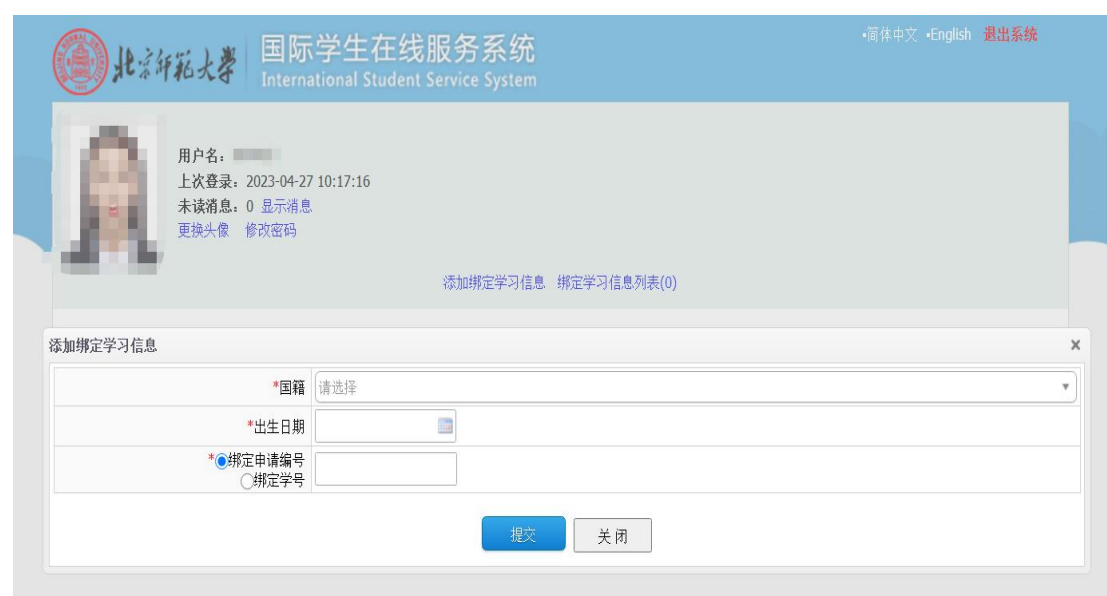 北京师范大学
国际学生在线服务系统
International Student Service System
•简体中文 •English 退出系统
用户名:
上次登录: 2023-04-27 10:17:16
未读消息: 0 显示消息
更换头像 修改密码
添加绑定学习信息 绑定学习信息列表(0)
添加绑定学习信息 ×
*国籍 请选择
*出生日期
*绑定申请编号
绑定学号
提交 关闭